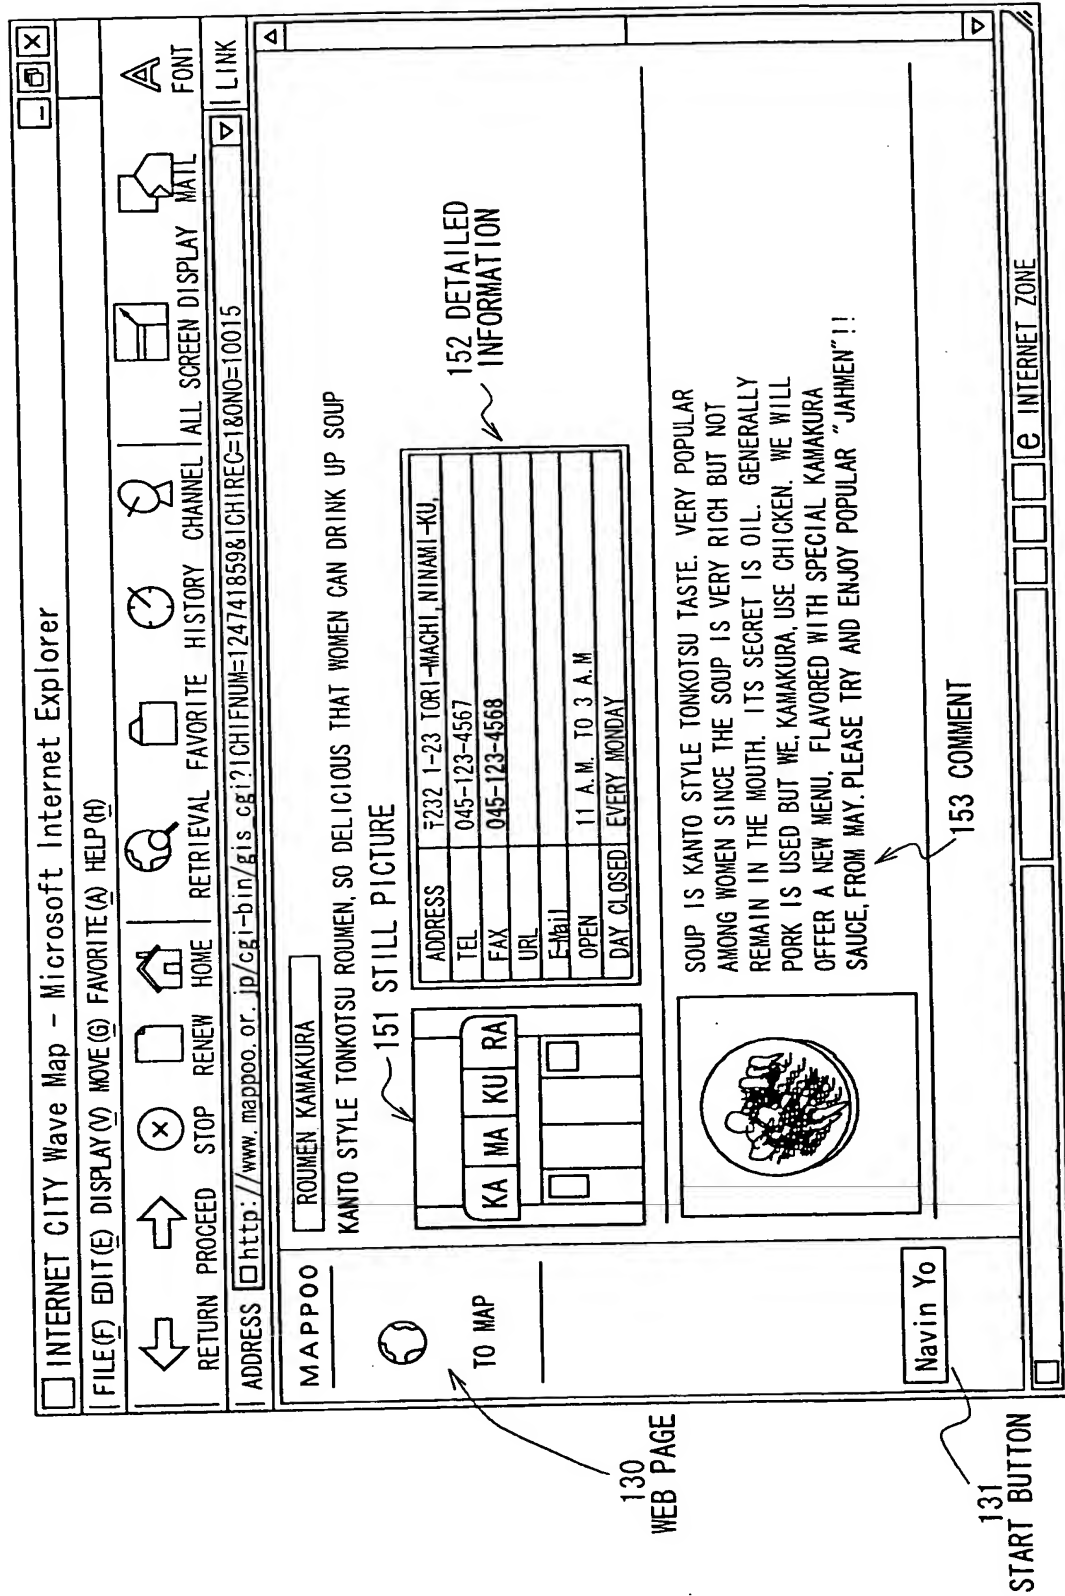 INTERNET CITY Wave Map - Microsoft Internet Explorer
FILE(F) EDIT(E) DISPLAY(V) MOVE(G) FAVORITE(A) HELP(H)
RETURN PROCEED STOP RENEW HOME RETRIEVAL FAVORITE HISTORY CHANNEL ALL SCREEN DISPLAY MAIL FONT
ADDRESS http://www.mappoo.or.jp/cgi-bin/gis_cgi?ICHIFNUM=124741859&ICHIREC=1&ONO=10015 LINK
MAPPOO
TO MAP
Navin Yo
ROUMEN KAMAKURA
KANTO STYLE TONKOTSU ROUMEN, SO DELICIOUS THAT WOMEN CAN DRINK UP SOUP
151 STILL PICTURE
KA MA KU RA
ADDRESS 〒232 1-23 TORI-MACHI, NINAMI-KU,
TEL 045-123-4567
FAX 045-123-4568
URL
E-Mail
OPEN 11 A.M. TO 3 A.M
DAY CLOSED EVERY MONDAY
152 DETAILED
INFORMATION
SOUP IS KANTO STYLE TONKOTSU TASTE. VERY POPULAR
AMONG WOMEN SINCE THE SOUP IS VERY RICH BUT NOT
REMAIN IN THE MOUTH. ITS SECRET IS OIL. GENERALLY
PORK IS USED BUT WE, KAMAKURA, USE CHICKEN. WE WILL
OFFER A NEW MENU, FLAVORED WITH SPECIAL KAMAKURA
SAUCE, FROM MAY. PLEASE TRY AND ENJOY POPULAR "JAHMEN"!!
153 COMMENT
e INTERNET ZONE
130
WEB PAGE
131
START BUTTON